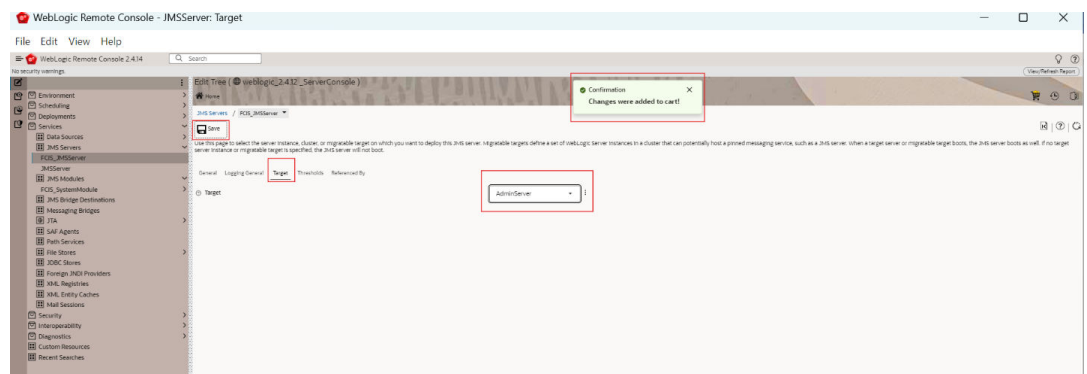 WebLogic Remote Console - JMSServer: Target
File Edit View Help
WebLogic Remote Console 2.4.14
Search
No security warnings.
View/Refresh Report
Edit Tree ( weblogic_2.4.12_ServerConsole )
Home
Confirmation
Changes were added to cart!
JMS Servers / FCIS_JMSServer
Save
Use this page to select the server instance, cluster, or migratable target on which you want to deploy this JMS server. Migratable targets define a set of WebLogic Server instances in a cluster that can potentially host a pinned messaging service, such as a JMS server. When a target server or migratable target boots, the JMS server boots as well. If no target
server instance or migratable target is specified, the JMS server will not boot.
General Logging General Target Thresholds Referenced By
Target
AdminServer
Environment
Scheduling
Deployments
Services
Data Sources
JMS Servers
FCIS_JMSServer
JMSServer
JMS Modules
FCIS_SystemModule
JMS Bridge Destinations
Messaging Bridges
JTA
SAF Agents
Path Services
File Stores
JDBC Stores
Foreign JNDI Providers
XML Registries
XML Entity Caches
Mail Sessions
Security
Interoperability
Diagnostics
Custom Resources
Recent Searches